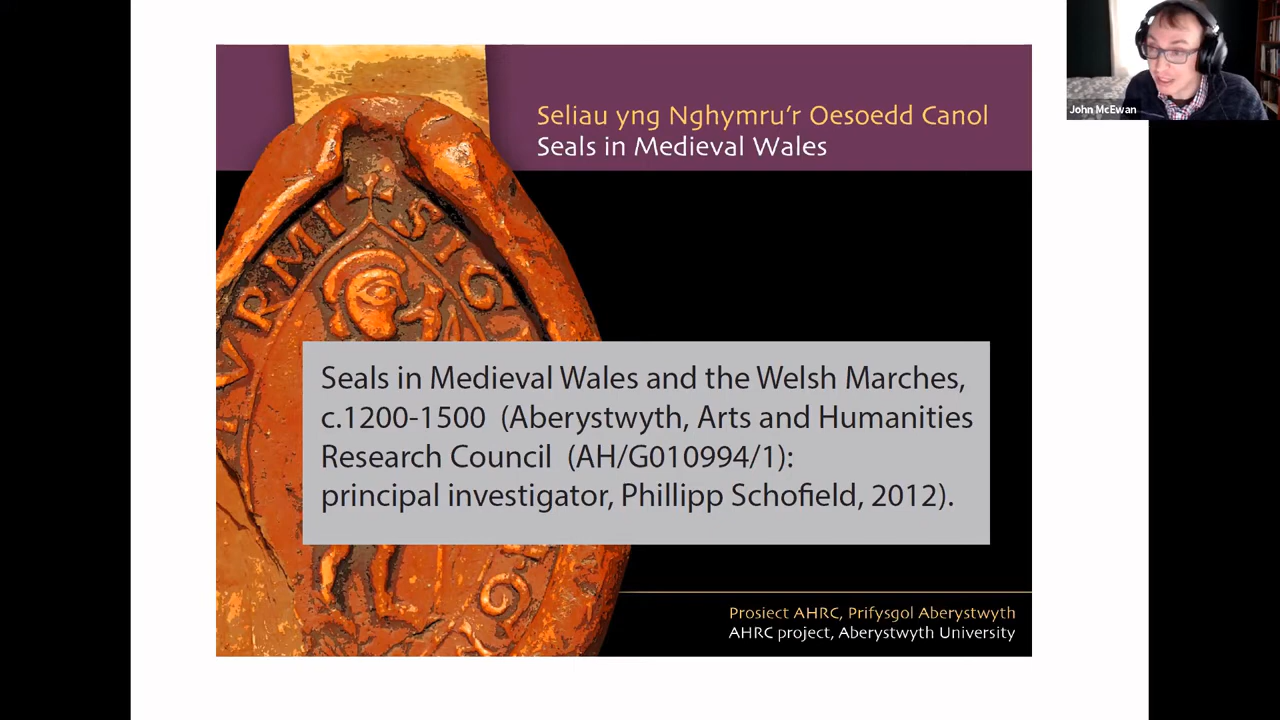 Seliau yng Nghymru'r Oesoedd Canol
Seals in Medieval Wales
John McEwan
Seals in Medieval Wales and the Welsh Marches,
c.1200-1500 (Aberystwyth, Arts and Humanities
Research Council (AH/G010994/1):
principal investigator, Phillipp Schofield, 2012).
Prosiect AHRC, Prifysgol Aberystwyth
AHRC project, Aberystwyth University